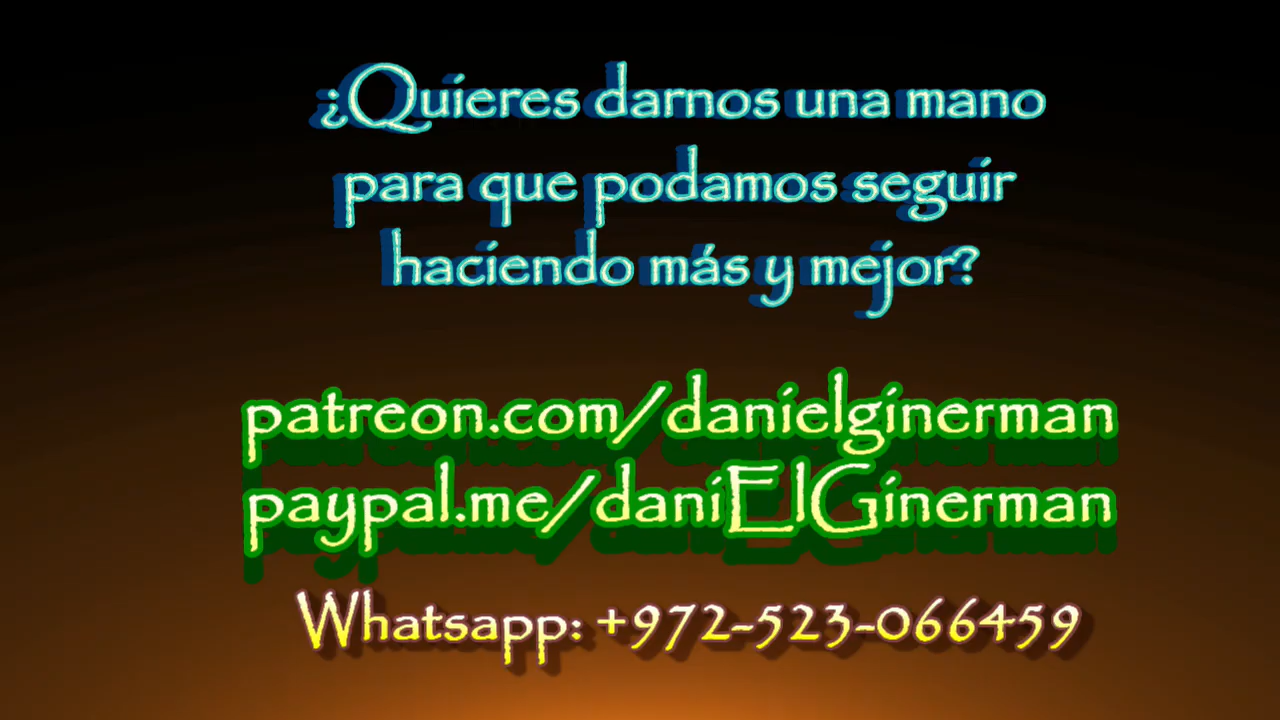 ¿Quieres darnos una mano
para que podamos seguir
haciendo más y mejor?
patreon.com/danielginerman
paypal.me/daniElGinerman
Whatsapp: +972-523-066459